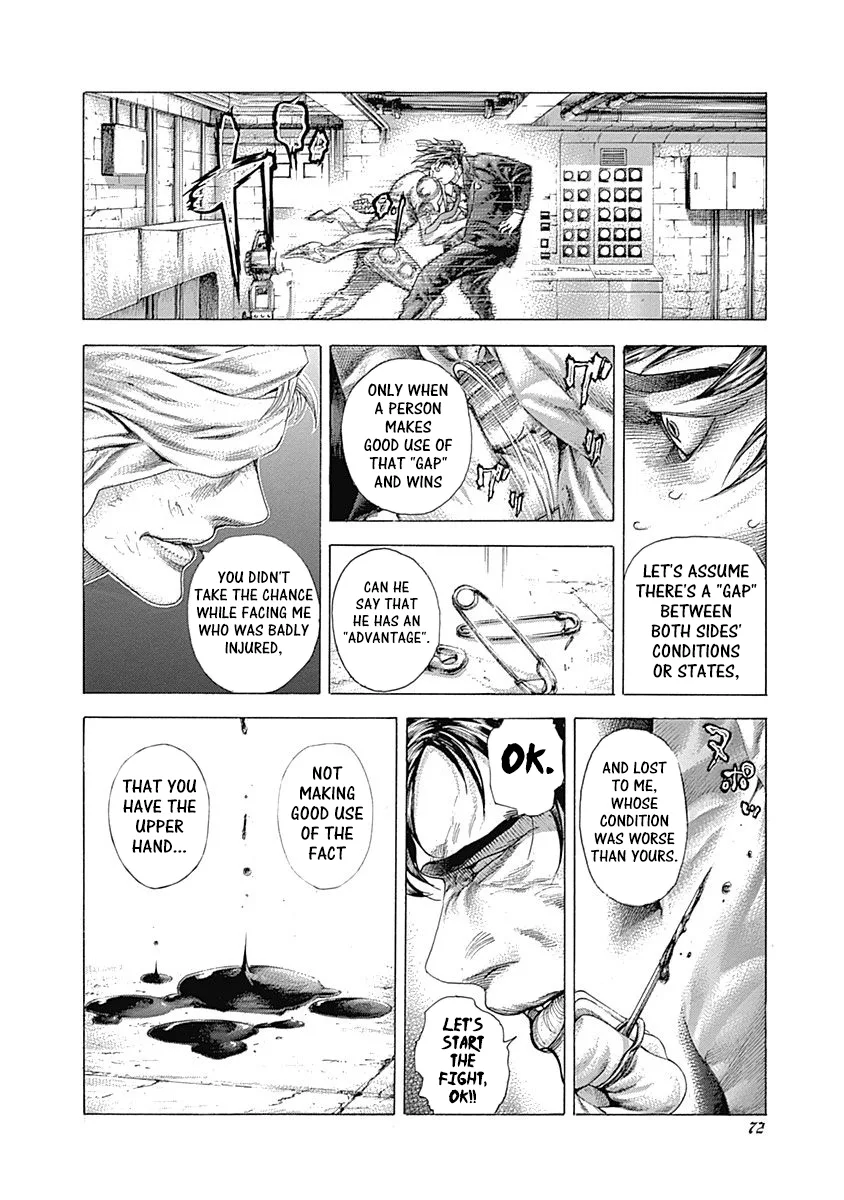 LET'S ASSUME
THERE'S A "GAP"
BETWEEN
BOTH SIDES'
CONDITIONS
OR STATES,
ONLY WHEN
A PERSON
MAKES
GOOD USE OF
THAT "GAP"
AND WINS
CAN HE
SAY THAT
HE HAS AN
"ADVANTAGE".
YOU DIDN'T
TAKE THE CHANCE
WHILE FACING ME
WHO WAS BADLY
INJURED,
AND LOST
TO ME,
WHOSE
CONDITION
WAS WORSE
THAN YOURS.
ヌポッ
OK.
LET'S
START
THE
FIGHT,
OK!!
NOT
MAKING
GOOD USE
OF THE
FACT
THAT YOU
HAVE THE
UPPER
HAND...
72